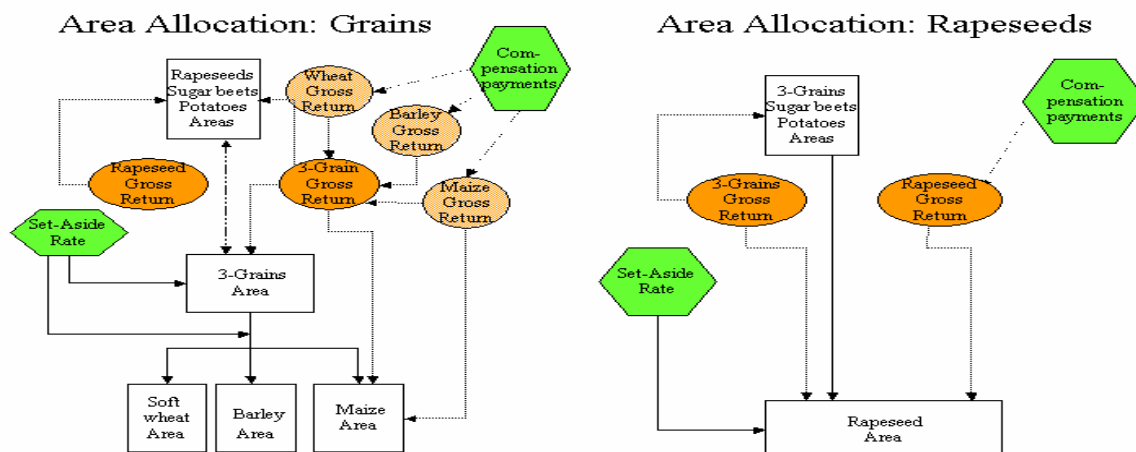 Area Allocation: Grains
Rapeseeds
Sugar beets
Potatoes
Areas
Wheat
Gross
Return
Com-
pensation
payments
Barley
Gross
Return
Rapeseed
Gross
Return
3-Grain
Gross
Return
Maize
Gross
Return
Set-Aside
Rate
3-Grains
Area
Soft
wheat
Area
Barley
Area
Maize
Area
Area Allocation: Rapeseeds
3-Grains
Sugar beets
Potatoes
Areas
Com-
pensation
payments
3-Grains
Gross
Return
Rapeseed
Gross
Return
Set-Aside
Rate
Rapeseed
Area